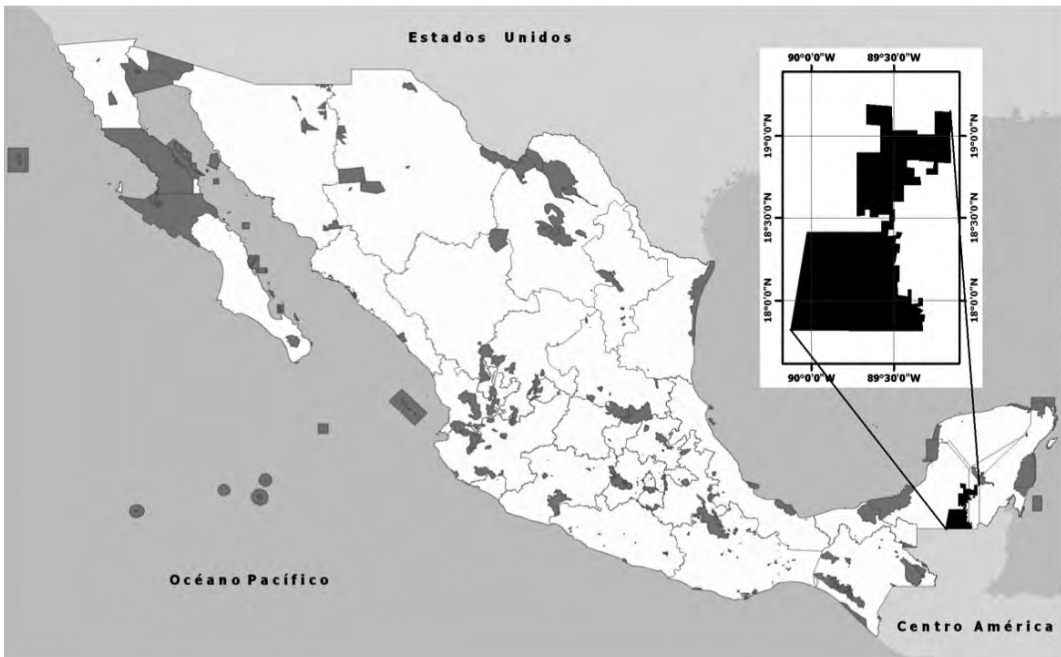 Estados Unidos
90°0'0"W 89°30'0"W
19°0'0"N
19°0'0"N
18°30'0"N
18°30'0"N
18°0'0"N
18°0'0"N
90°0'0"W 89°30'0"W
Océano Pacífico
Centro América